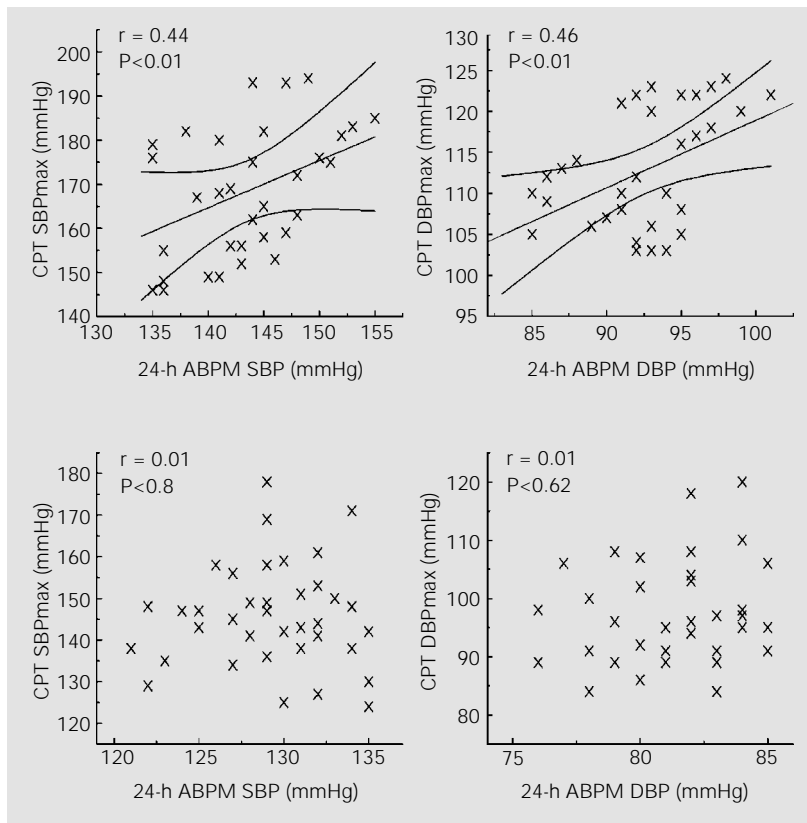 r = 0.44
P<0.01
200
190
180
170
160
150
140
CPT SBPmax (mmHg)
130 135 140 145 150 155
24-h ABPM SBP (mmHg)
r = 0.46
P<0.01
130
125
120
115
110
105
100
95
CPT DBPmax (mmHg)
85 90 95 100
24-h ABPM DBP (mmHg)
r = 0.01
P<0.8
180
170
160
150
140
130
120
CPT SBPmax (mmHg)
120 125 130 135
24-h ABPM SBP (mmHg)
r = 0.01
P<0.62
120
110
100
90
80
CPT DBPmax (mmHg)
75 80 85
24-h ABPM DBP (mmHg)